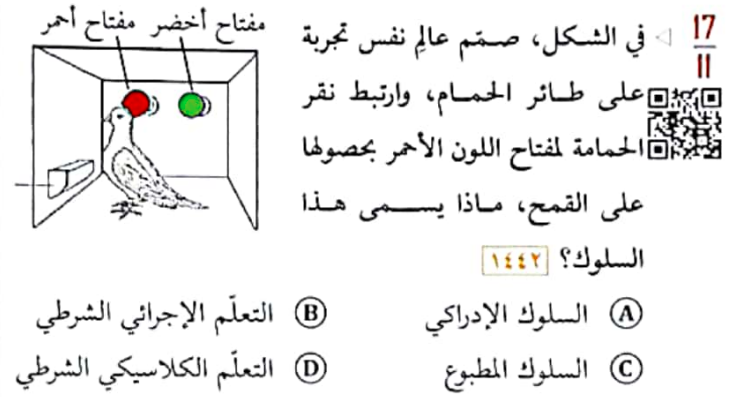 17
11
في الشكل، صمّم عالِم نفس تجربة
على طائر الحمام، وارتبط نقر
الحمامة لمفتاح اللون الأحمر بحصولها
على القمح، ماذا يسمى هذا
السلوك؟ ١٤٤٢
مفتاح أخضر مفتاح أحمر
A السلوك الإدراكي
B التعلّم الإجرائي الشرطي
C السلوك المطبوع
D التعلّم الكلاسيكي الشرطي